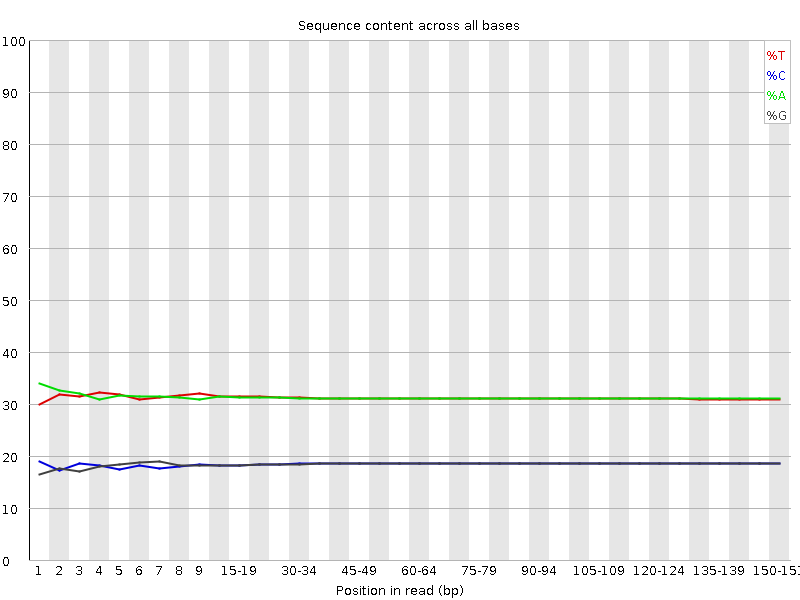 Sequence content across all bases
100
90
80
70
60
50
40
30
20
10
0
%T
%C
%A
%G
1 2 3 4 5 6 7 8 9 15-19 30-34 45-49 60-64 75-79 90-94 105-109 120-124 135-139 150-151
Position in read (bp)